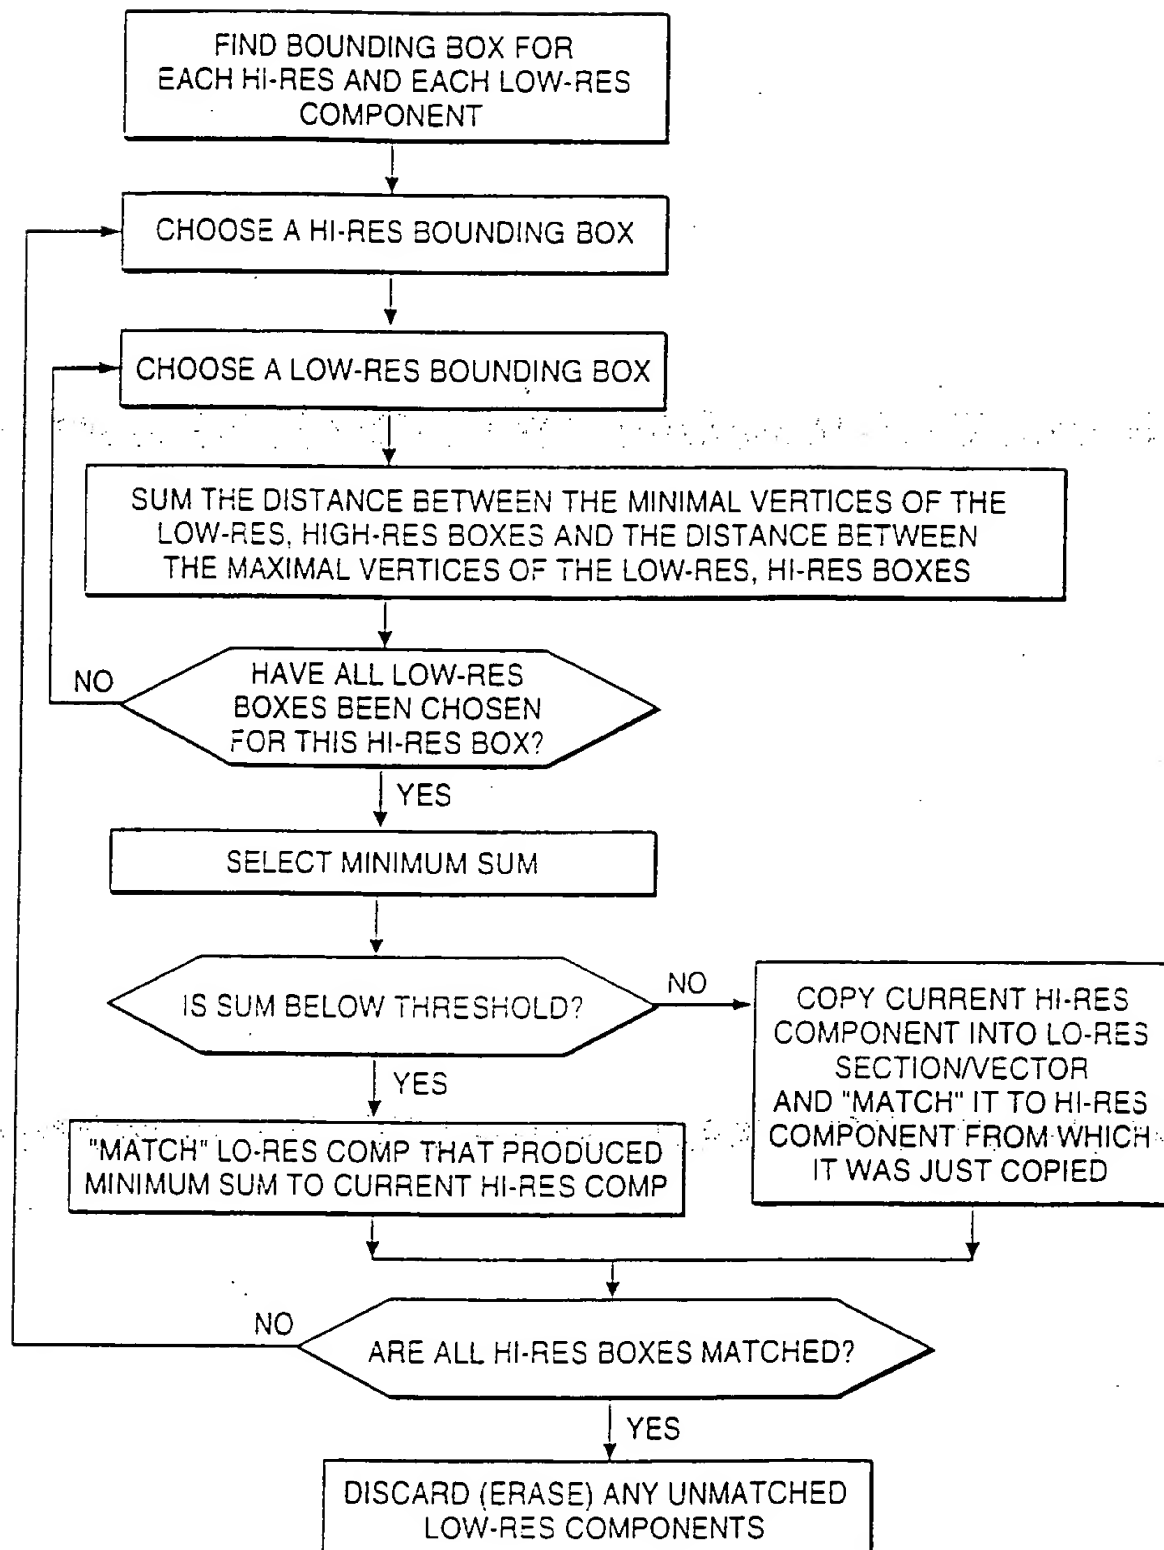 FIND BOUNDING BOX FOR
EACH HI-RES AND EACH LOW-RES
COMPONENT
CHOOSE A HI-RES BOUNDING BOX
CHOOSE A LOW-RES BOUNDING BOX
SUM THE DISTANCE BETWEEN THE MINIMAL VERTICES OF THE
LOW-RES, HIGH-RES BOXES AND THE DISTANCE BETWEEN
THE MAXIMAL VERTICES OF THE LOW-RES, HI-RES BOXES
NO
HAVE ALL LOW-RES
BOXES BEEN CHOSEN
FOR THIS HI-RES BOX?
YES
SELECT MINIMUM SUM
IS SUM BELOW THRESHOLD?
NO
COPY CURRENT HI-RES
COMPONENT INTO LO-RES
SECTION/VECTOR
AND "MATCH" IT TO HI-RES
COMPONENT FROM WHICH
IT WAS JUST COPIED
YES
"MATCH" LO-RES COMP THAT PRODUCED
MINIMUM SUM TO CURRENT HI-RES COMP
NO
ARE ALL HI-RES BOXES MATCHED?
YES
DISCARD (ERASE) ANY UNMATCHED
LOW-RES COMPONENTS